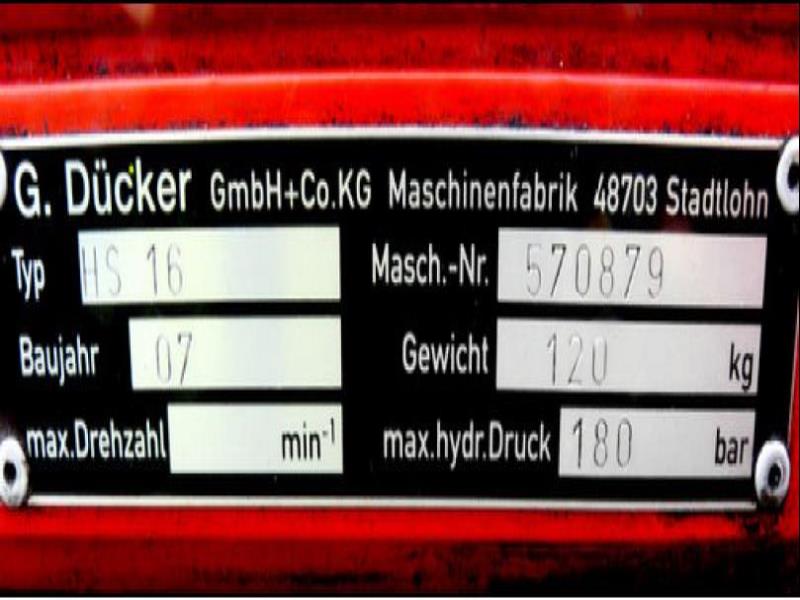 G. Dücker GmbH+Co.KG Maschinenfabrik 48703 Stadtlohn
Typ HS 16 Masch.-Nr. 570879
Baujahr 07 Gewicht 120 kg
max.Drehzahl min⁻¹ max.hydr.Druck 180 bar